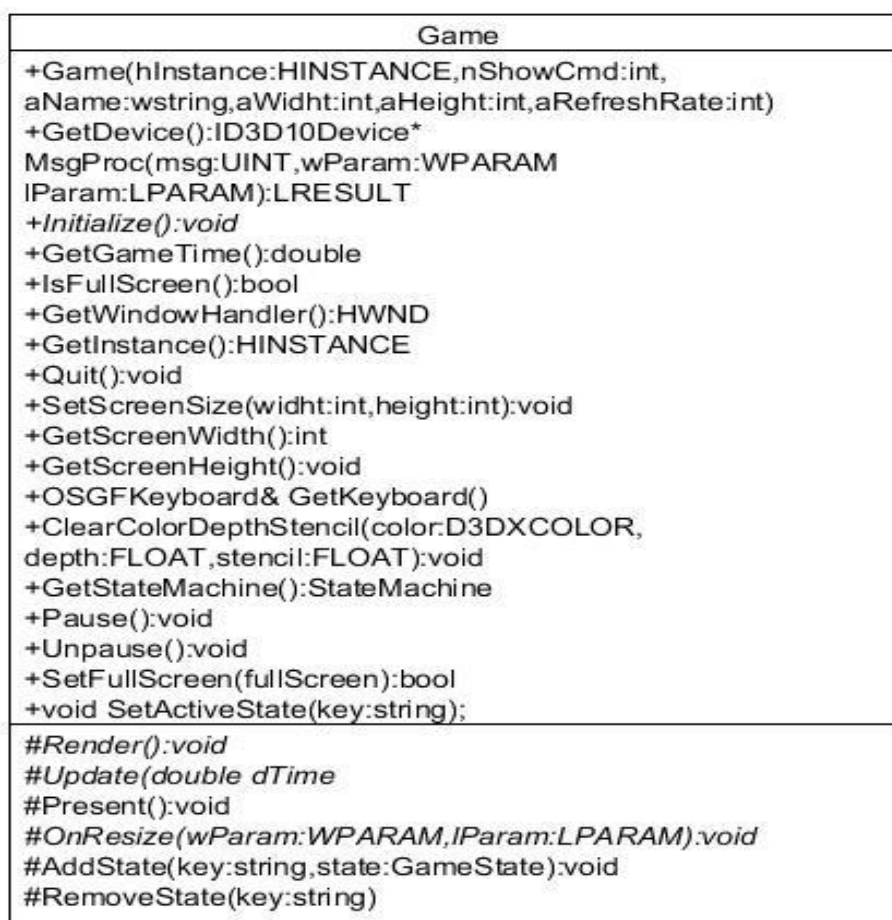 Game
+Game(hInstance:HINSTANCE,nShowCmd:int,
aName:wstring,aWidht:int,aHeight:int,aRefreshRate:int)
+GetDevice():ID3D10Device*
MsgProc(msg:UINT,wParam:WPARAM
lParam:LPARAM):LRESULT
+Initialize():void
+GetGameTime():double
+IsFullScreen():bool
+GetWindowHandler():HWND
+GetInstance():HINSTANCE
+Quit():void
+SetScreenSize(widht:int,height:int):void
+GetScreenWidth():int
+GetScreenHeight():void
+OSGFKeyboard& GetKeyboard()
+ClearColorDepthStencil(color:D3DXCOLOR,
depth:FLOAT,stencil:FLOAT):void
+GetStateMachine():StateMachine
+Pause():void
+Unpause():void
+SetFullScreen(fullScreen):bool
+void SetActiveState(key:string);
#Render():void
#Update(double dTime
#Present():void
#OnResize(wParam:WPARAM,lParam:LPARAM):void
#AddState(key:string,state:GameState):void
#RemoveState(key:string)